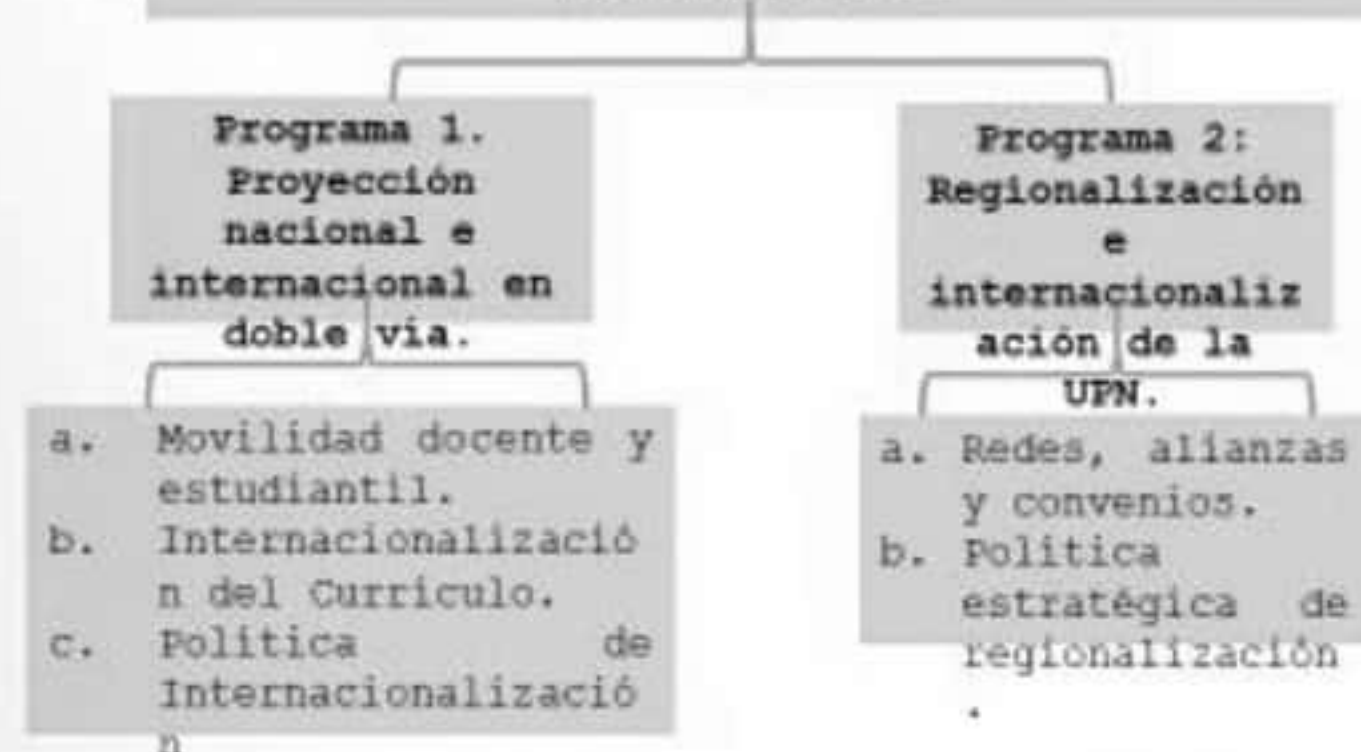 Programa 1.
Proyección
nacional e
internacional en
doble vía.
a. Movilidad docente y
estudiantil.
b. Internacionalizació
n del Currículo.
c. Política de
Internacionalizació
n
Programa 2:
Regionalización
e
internacionaliz
ación de la
UPN.
a. Redes, alianzas
y convenios.
b. Política
estratégica de
regionalización
.